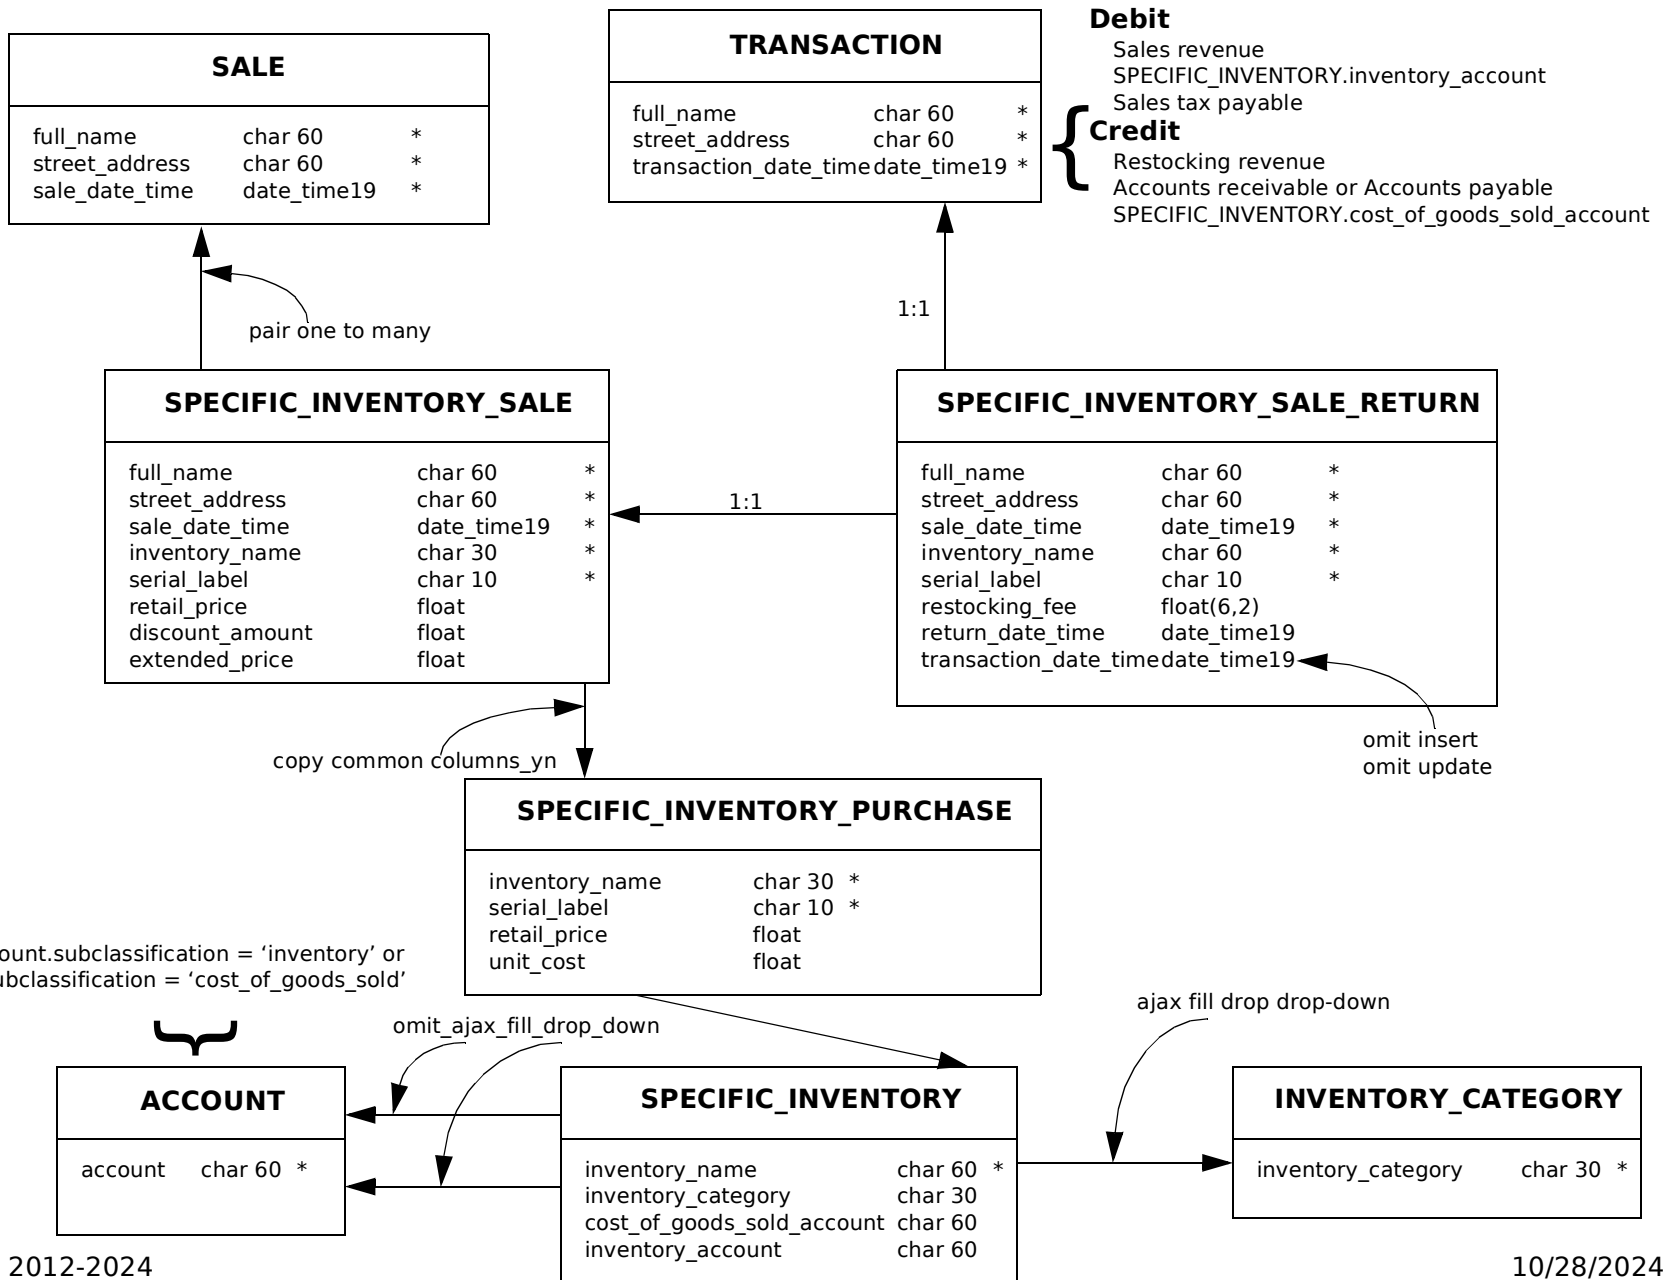 SALE
full_name char 60 *
street_address char 60 *
sale_date_time date_time19 *
TRANSACTION
full_name char 60 *
street_address char 60 *
transaction_date_time date_time19 *
{
Debit
Sales revenue
SPECIFIC_INVENTORY.inventory_account
Sales tax payable
Credit
Restocking revenue
Accounts receivable or Accounts payable
SPECIFIC_INVENTORY.cost_of_goods_sold_account
pair one to many
1:1
SPECIFIC_INVENTORY_SALE
full_name char 60 *
street_address char 60 *
sale_date_time date_time19 *
inventory_name char 30 *
serial_label char 10 *
retail_price float
discount_amount float
extended_price float
1:1
SPECIFIC_INVENTORY_SALE_RETURN
full_name char 60 *
street_address char 60 *
sale_date_time date_time19 *
inventory_name char 60 *
serial_label char 10 *
restocking_fee float(6,2)
return_date_time date_time19
transaction_date_time date_time19
omit insert
omit update
copy common columns_yn
SPECIFIC_INVENTORY_PURCHASE
inventory_name char 30 *
serial_label char 10 *
retail_price float
unit_cost float
ount.subclassification = ‘inventory’ or
ubclassification = ‘cost_of_goods_sold’
}
omit_ajax_fill_drop_down
ajax fill drop drop-down
ACCOUNT
account char 60 *
SPECIFIC_INVENTORY
inventory_name char 60 *
inventory_category char 30
cost_of_goods_sold_account char 60
inventory_account char 60
INVENTORY_CATEGORY
inventory_category char 30 *
2012-2024
10/28/2024